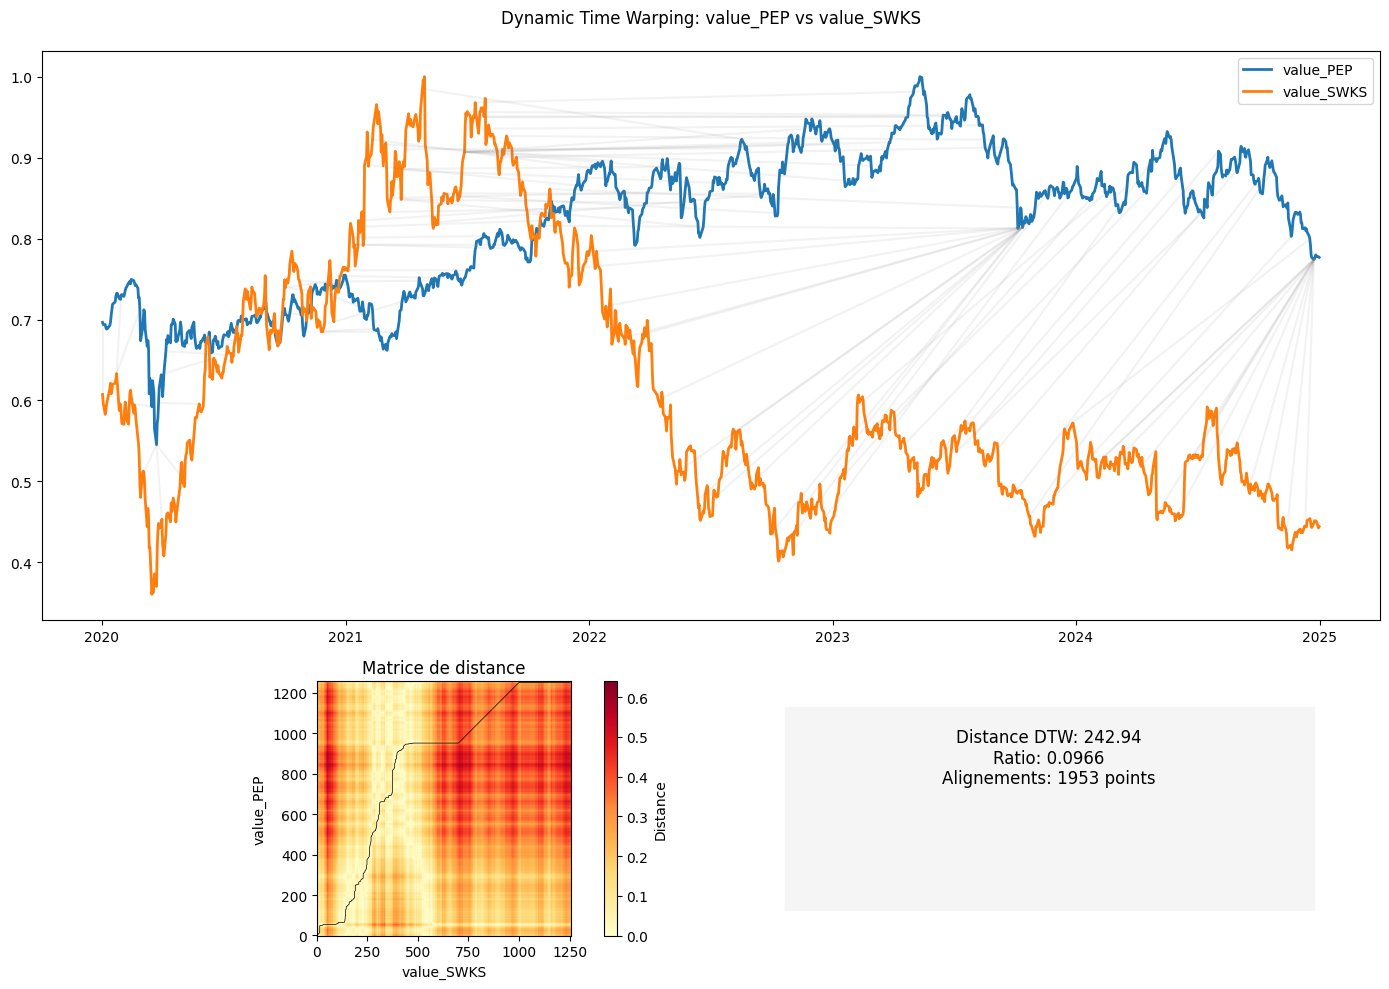 Dynamic Time Warping: value_PEP vs value_SWKS
value_PEP
value_SWKS
1.0
0.9
0.8
0.7
0.6
0.5
0.4
2020 2021 2022 2023 2024 2025
Matrice de distance
1200
1000
800
600
400
200
0
value_PEP
0 250 500 750 1000 1250
value_SWKS
0.6
0.5
0.4
0.3
0.2
0.1
0.0
Distance
Distance DTW: 242.94
Ratio: 0.0966
Alignements: 1953 points